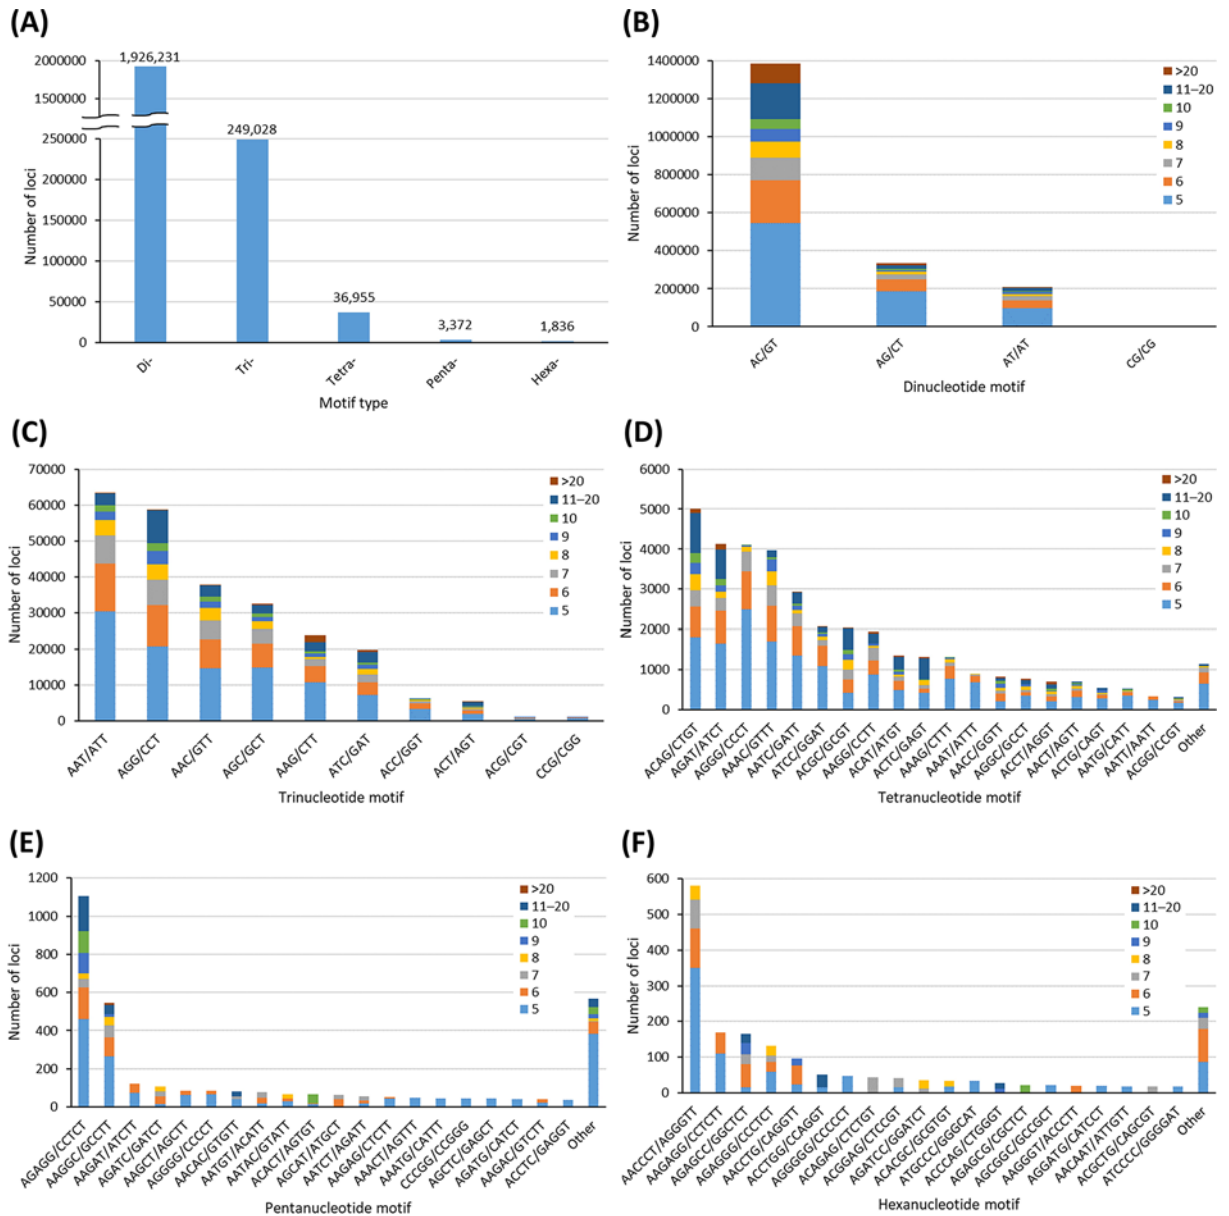 (A)
2000000
1500000
250000
200000
150000
100000
50000
0
Number of loci
1,926,231
249,028
36,955
3,372
1,836
Di-
Tri-
Tetra-
Penta-
Hexa-
Motif type
(B)
1400000
1200000
1000000
800000
600000
400000
200000
0
Number of loci
>20
11–20
10
9
8
7
6
5
AC/GT
AG/CT
AT/AT
CG/CG
Dinucleotide motif
(C)
70000
60000
50000
40000
30000
20000
10000
0
Number of loci
>20
11–20
10
9
8
7
6
5
AAT/ATT
AGG/CCT
AAC/GTT
AGC/GCT
AAG/CTT
ATC/GAT
ACC/GGT
ACT/AGT
ACG/CGT
CCG/CGG
Trinucleotide motif
(D)
6000
5000
4000
3000
2000
1000
0
Number of loci
>20
11–20
10
9
8
7
6
5
ACAG/CTGT
AGAT/ATCT
AGGG/CCCT
AAAC/GTTT
AATC/GATT
ATCC/GGAT
ACGC/GCGT
AAGG/CCTT
ACAT/ATGT
ACTC/GAGT
AAAG/CTTT
AAAT/ATTT
AACC/GGTT
AGGC/GCCT
ACCT/AGGT
AACT/AGTT
ACTG/CAGT
AATG/CATT
AATT/AATT
ACGG/CCGT
Other
Tetranucleotide motif
(E)
1200
1000
800
600
400
200
0
Number of loci
>20
11–20
10
9
8
7
6
5
AGAGG/CCTCT
AAGGC/GCCTT
AAGAT/ATCTT
AGATC/GATCT
AAGCT/AGCTT
AGGGG/CCCCT
ACACG/GTGTT
AATGT/ACATT
AATAC/GTATT
ACACT/AGTGT
AGCAT/ATGCT
AATCT/AGATT
AAGAG/CTCTT
AAACT/AGTTT
AAATG/CATTT
CCCGG/CCGGG
AGCTC/GAGCT
AGATG/CATCT
AAGAC/GTCTT
ACCTC/GAGGT
Other
Pentanucleotide motif
(F)
600
500
400
300
200
100
0
Number of loci
>20
11–20
10
9
8
7
6
5
AACCCT/AGGGTT
AAGAGG/CCTCTT
AGAGCC/GGCTCT
AGAGGG/CCCTCT
AACCTG/CAGGTT
ACCTGG/CCAGGT
AGGGGG/CCCCCT
ACAGAG/CTCTGT
ACGGAG/CTCCGT
AGATCC/GGATCT
ACACGC/GCGTGT
ATGCCC/GGGCAT
ACCCAG/CTGGGT
AGCAGG/CCTGCT
AGCGGC/GCCGCT
AAGGGT/ACCCTT
AGGATG/CATCCT
AACAAT/ATTGTT
ACGCTG/CAGCGT
ATCCCC/GGGGAT
Other
Hexanucleotide motif